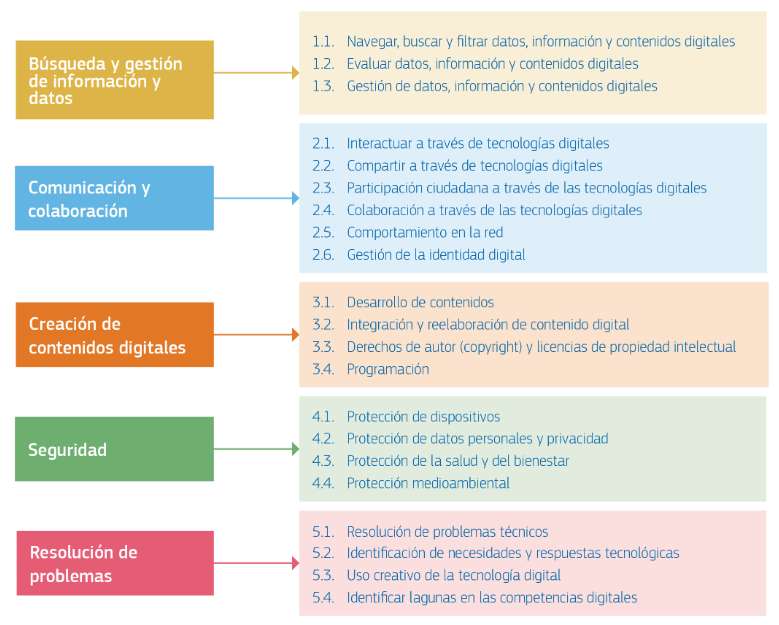 Búsqueda y gestión
de información y
datos
1.1. Navegar, buscar y filtrar datos, información y contenidos digitales
1.2. Evaluar datos, información y contenidos digitales
1.3. Gestión de datos, información y contenidos digitales
Comunicación y
colaboración
2.1. Interactuar a través de tecnologías digitales
2.2. Compartir a través de tecnologías digitales
2.3. Participación ciudadana a través de las tecnologías digitales
2.4. Colaboración a través de las tecnologías digitales
2.5. Comportamiento en la red
2.6. Gestión de la identidad digital
Creación de
contenidos digitales
3.1. Desarrollo de contenidos
3.2. Integración y reelaboración de contenido digital
3.3. Derechos de autor (copyright) y licencias de propiedad intelectual
3.4. Programación
Seguridad
4.1. Protección de dispositivos
4.2. Protección de datos personales y privacidad
4.3. Protección de la salud y del bienestar
4.4. Protección medioambiental
Resolución de
problemas
5.1. Resolución de problemas técnicos
5.2. Identificación de necesidades y respuestas tecnológicas
5.3. Uso creativo de la tecnología digital
5.4. Identificar lagunas en las competencias digitales